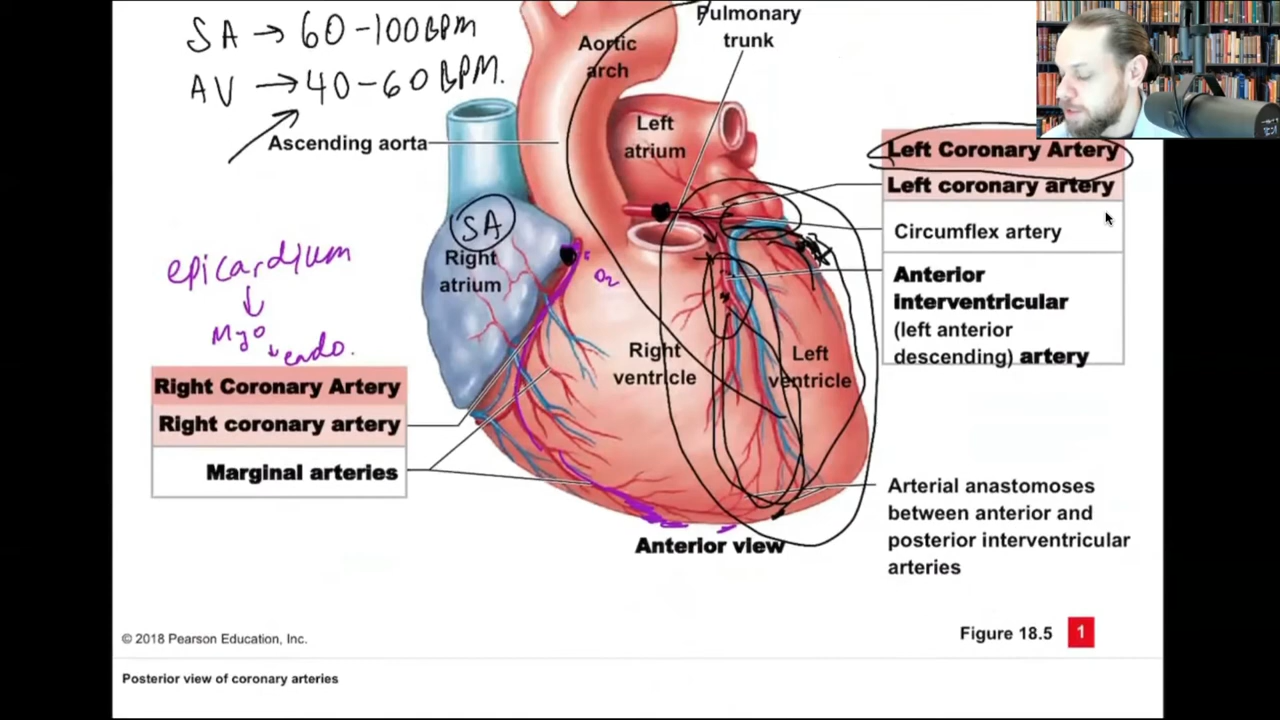 SA → 60-100BPM
AV → 40-60BPM.
Pulmonary
trunk
Aortic
arch
Ascending aorta
Left
atrium
Left Coronary Artery
Left coronary artery
Circumflex artery
Anterior
interventricular
(left anterior
descending) artery
SA
Right
atrium
O2
epicardium
↓
Myo
↓ endo.
Right
ventricle
Left
ventricle
Right Coronary Artery
Right coronary artery
Marginal arteries
Arterial anastomoses
between anterior and
posterior interventricular
arteries
Anterior view
© 2018 Pearson Education, Inc.
Figure 18.5 1
Posterior view of coronary arteries